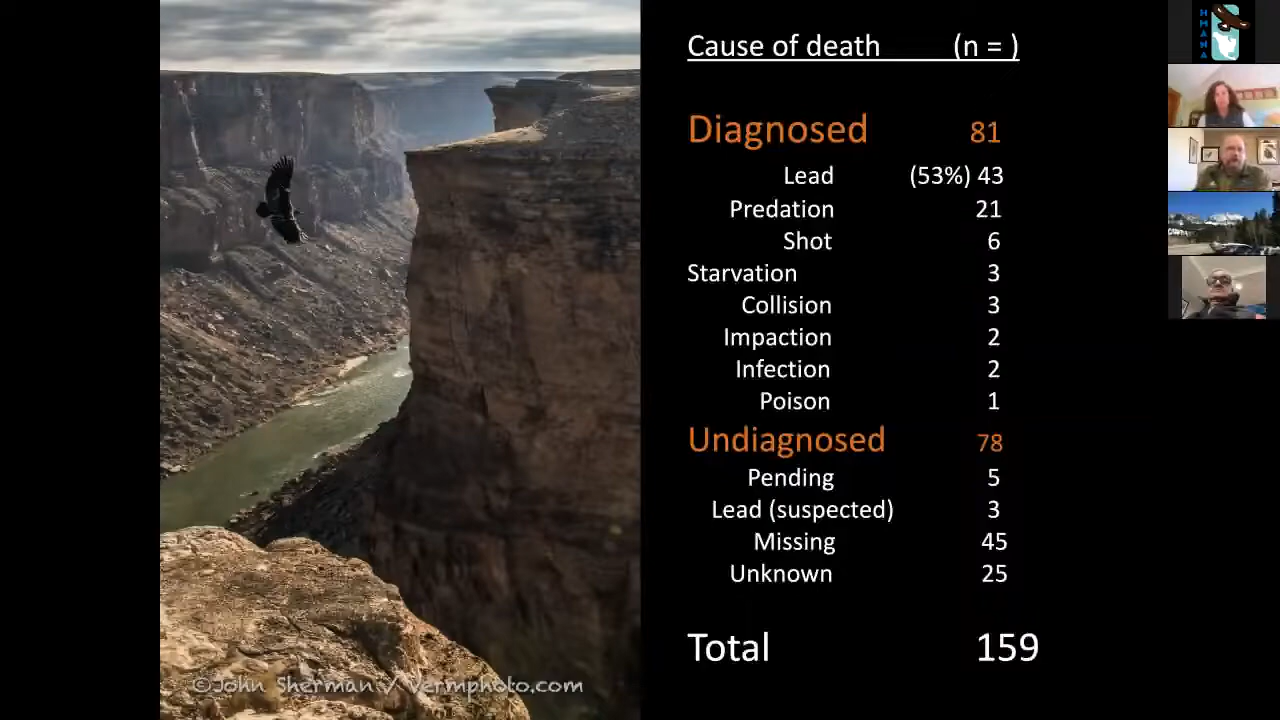 Cause of death (n = )
Diagnosed 81
Lead (53%) 43
Predation 21
Shot 6
Starvation 3
Collision 3
Impaction 2
Infection 2
Poison 1
Undiagnosed 78
Pending 5
Lead (suspected) 3
Missing 45
Unknown 25
Total 159
©John Sherman / Vermphoto.com
HMANA